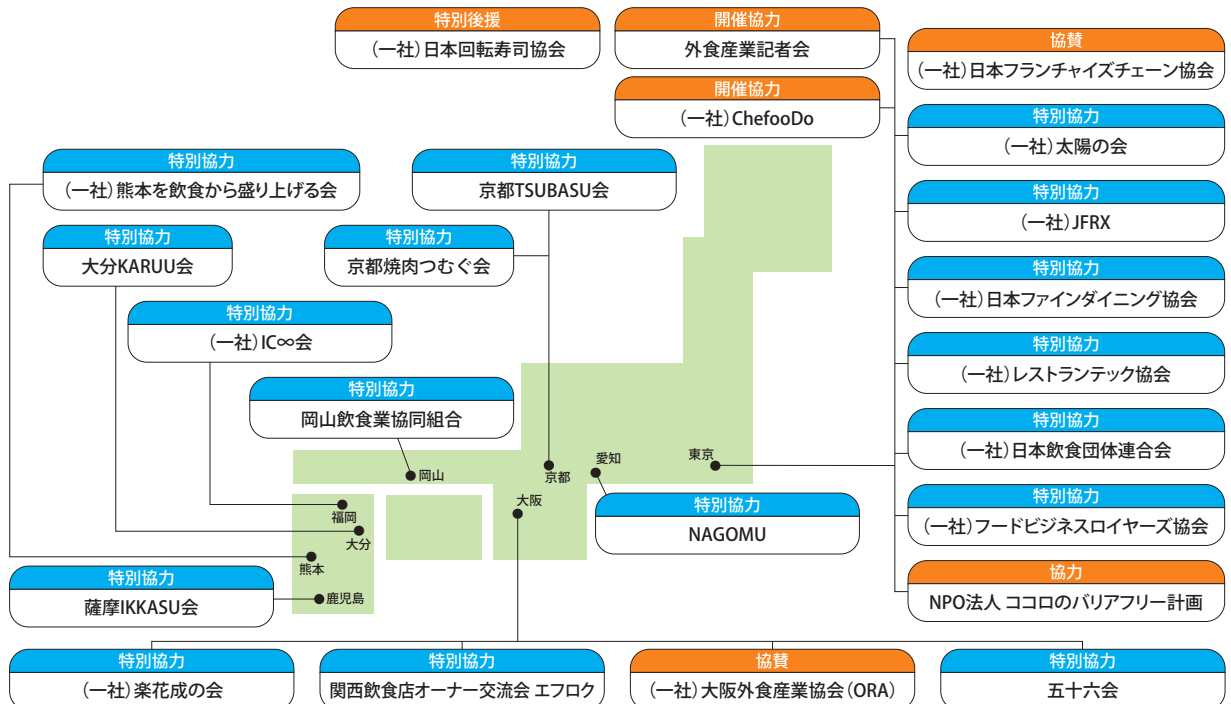 特別後援
(一社)日本回転寿司協会
開催協力
外食産業記者会
開催協力
(一社)ChefooDo
協賛
(一社)日本フランチャイズチェーン協会
特別協力
(一社)太陽の会
特別協力
(一社)JFRX
特別協力
(一社)日本ファインダイニング協会
特別協力
(一社)レストランテック協会
特別協力
(一社)日本飲食団体連合会
特別協力
(一社)フードビジネスロイヤーズ協会
協力
NPO法人 ココロのバリアフリー計画
特別協力
(一社)熊本を飲食から盛り上げる会
特別協力
京都TSUBASU会
特別協力
大分KARUU会
特別協力
京都焼肉つむぐ会
特別協力
(一社)IC∞会
特別協力
岡山飲食業協同組合
岡山
京都
愛知
東京
大阪
福岡
大分
熊本
鹿児島
特別協力
NAGOMU
特別協力
薩摩IKKASU会
特別協力
(一社)楽花成の会
特別協力
関西飲食店オーナー交流会 エフロク
協賛
(一社)大阪外食産業協会(ORA)
特別協力
五十六会